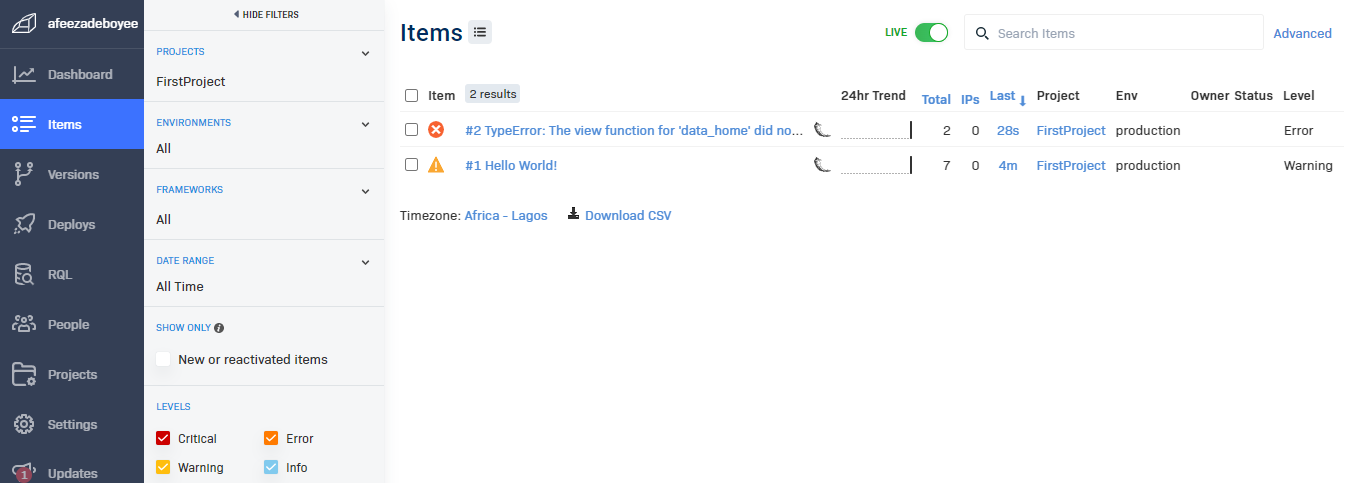 afeezadeboyee
Dashboard
Items
Versions
Deploys
RQL
People
Projects
Settings
1
Updates
HIDE FILTERS
PROJECTS
FirstProject
ENVIRONMENTS
All
FRAMEWORKS
All
DATE RANGE
All Time
SHOW ONLY i
New or reactivated items
LEVELS
Critical Error
Warning Info
Items
LIVE
Search Items
Advanced
Item 2 results 24hr Trend Total IPs Last Project Env Owner Status Level
#2 TypeError: The view function for 'data_home' did no... 2 0 28s FirstProject production Error
#1 Hello World! 7 0 4m FirstProject production Warning
Timezone: Africa - Lagos Download CSV